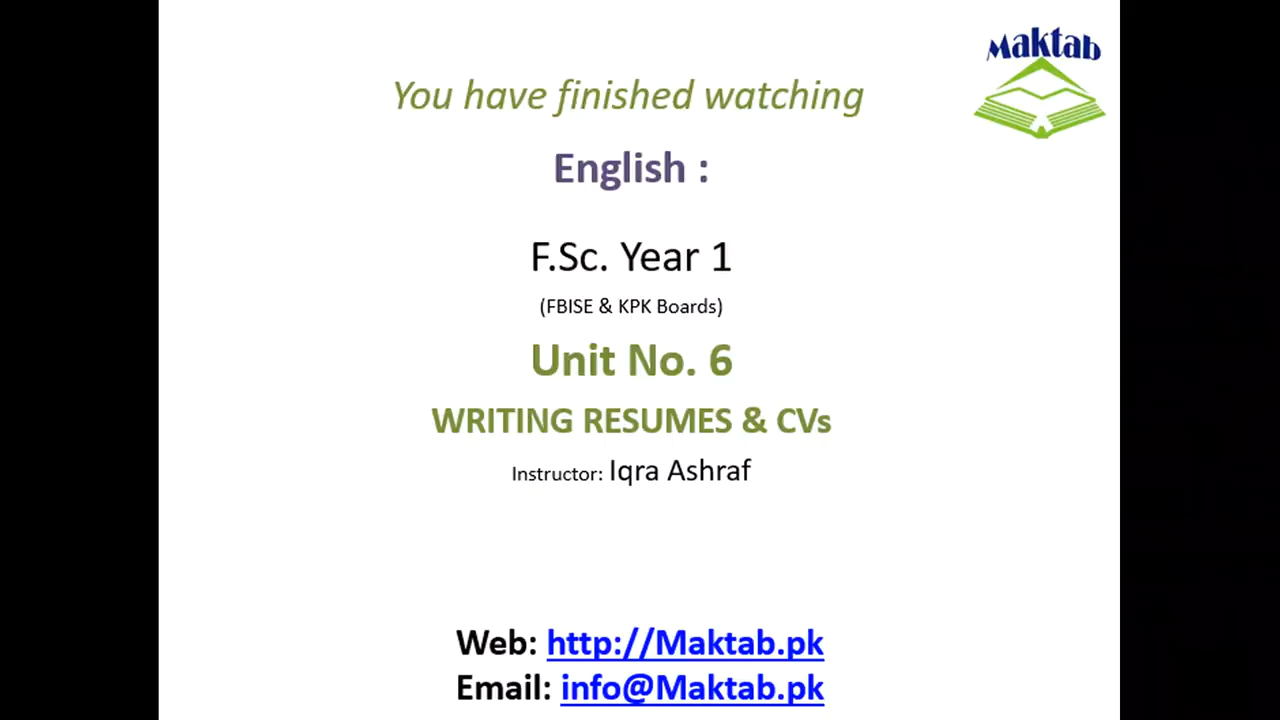 Maktab
You have finished watching
English :
F.Sc. Year 1
(FBISE & KPK Boards)
Unit No. 6
WRITING RESUMES & CVs
Instructor: Iqra Ashraf
Web: http://Maktab.pk
Email: info@Maktab.pk